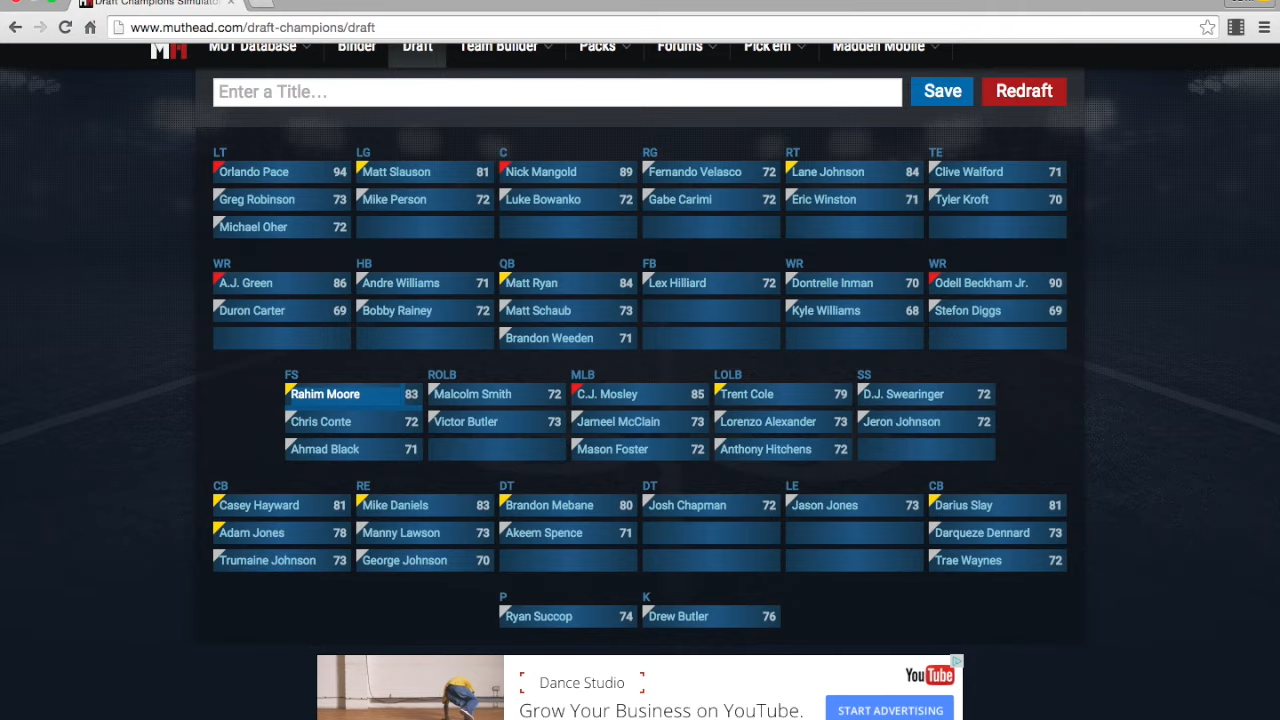 Draft Champions Simulator
www.muthead.com/draft-champions/draft
MH MUT Database Binder Draft Team Builder Packs Forums Pick'em Madden Mobile
Enter a Title... Save Redraft
LT LG C RG RT TE
Orlando Pace 94 Matt Slauson 81 Nick Mangold 89 Fernando Velasco 72 Lane Johnson 84 Clive Walford 71
Greg Robinson 73 Mike Person 72 Luke Bowanko 72 Gabe Carimi 72 Eric Winston 71 Tyler Kroft 70
Michael Oher 72
WR HB QB FB WR WR
A.J. Green 86 Andre Williams 71 Matt Ryan 84 Lex Hilliard 72 Dontrelle Inman 70 Odell Beckham Jr. 90
Duron Carter 69 Bobby Rainey 72 Matt Schaub 73 Kyle Williams 68 Stefon Diggs 69
Brandon Weeden 71
FS ROLB MLB LOLB SS
Rahim Moore 83 Malcolm Smith 72 C.J. Mosley 85 Trent Cole 79 D.J. Swearinger 72
Chris Conte 72 Victor Butler 73 Jameel McClain 73 Lorenzo Alexander 73 Jeron Johnson 72
Ahmad Black 71 Mason Foster 72 Anthony Hitchens 72
CB RE DT DT LE CB
Casey Hayward 81 Mike Daniels 83 Brandon Mebane 80 Josh Chapman 72 Jason Jones 73 Darius Slay 81
Adam Jones 78 Manny Lawson 73 Akeem Spence 71 Darqueze Dennard 73
Trumaine Johnson 73 George Johnson 70 Trae Waynes 72
P K
Ryan Succop 74 Drew Butler 76
Dance Studio YouTube
Grow Your Business on YouTube. START ADVERTISING